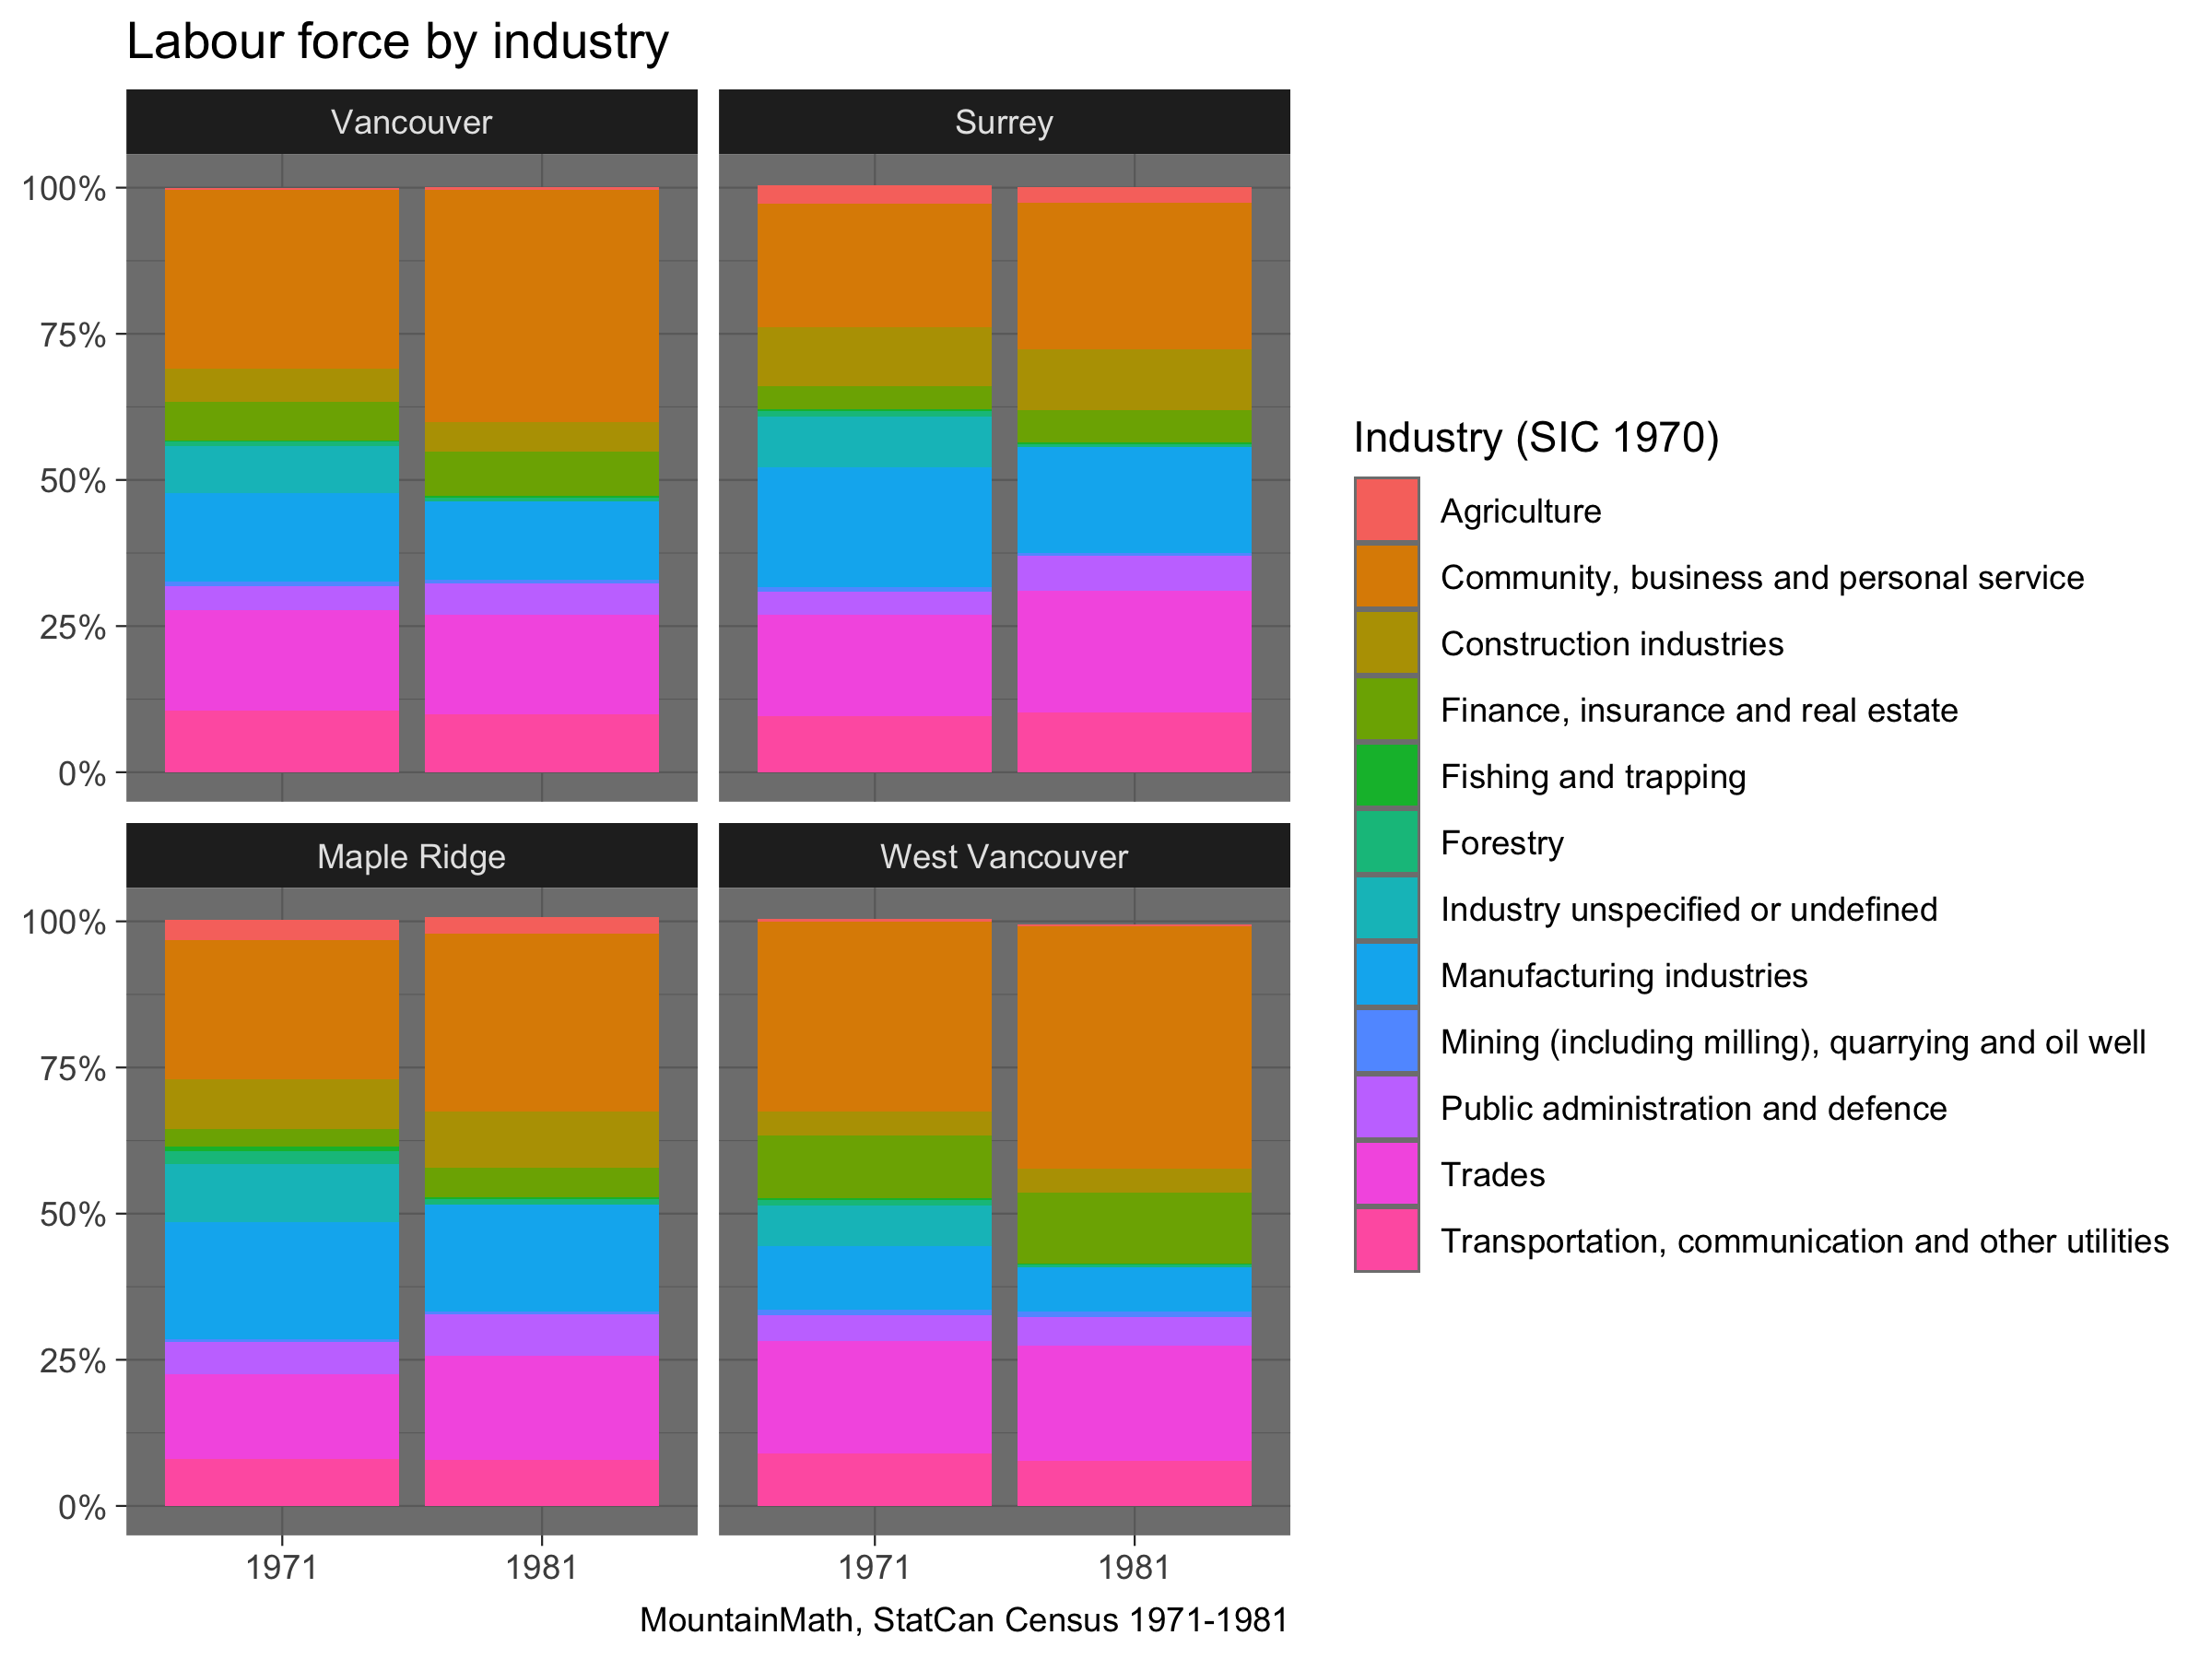 Labour force by industry
Vancouver
Surrey
100%
75%
50%
25%
0%
Maple Ridge
West Vancouver
100%
75%
50%
25%
0%
1971
1981
1971
1981
MountainMath, StatCan Census 1971-1981
Industry (SIC 1970)
Agriculture
Community, business and personal service
Construction industries
Finance, insurance and real estate
Fishing and trapping
Forestry
Industry unspecified or undefined
Manufacturing industries
Mining (including milling), quarrying and oil well
Public administration and defence
Trades
Transportation, communication and other utilities